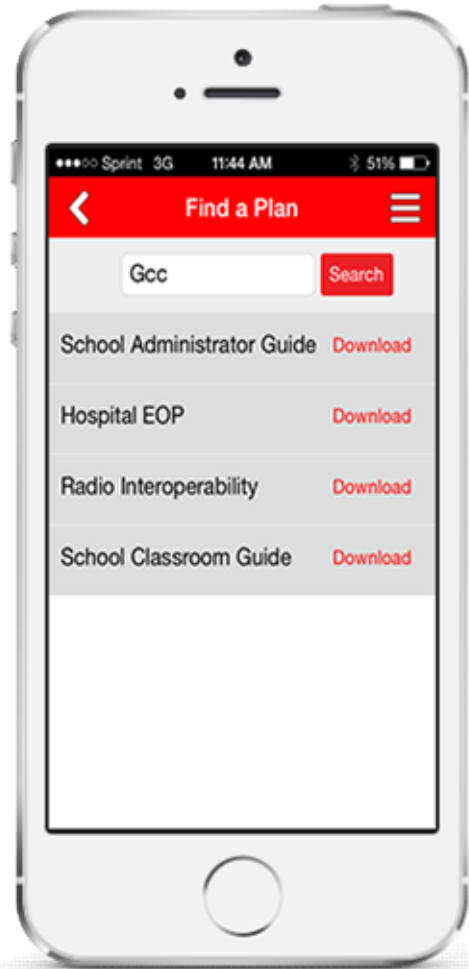 Sprint 3G 11:44 AM 51%
Find a Plan
Gcc Search
School Administrator Guide Download
Hospital EOP Download
Radio Interoperability Download
School Classroom Guide Download